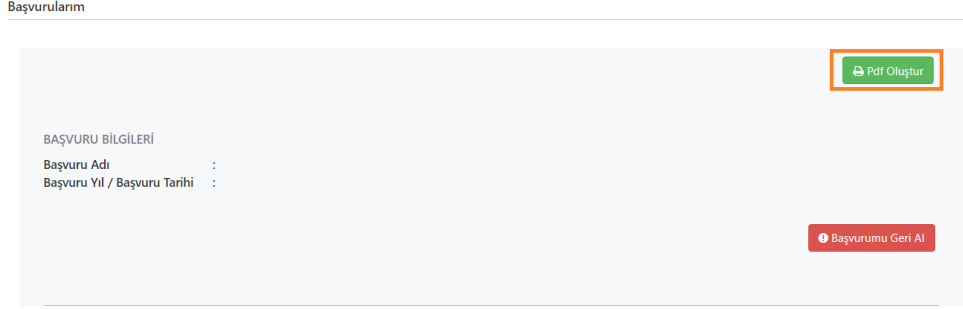 Başvurularım
Pdf Oluştur
BAŞVURU BİLGİLERİ
Başvuru Adı :
Başvuru Yıl / Başvuru Tarihi :
Başvurumu Geri Al